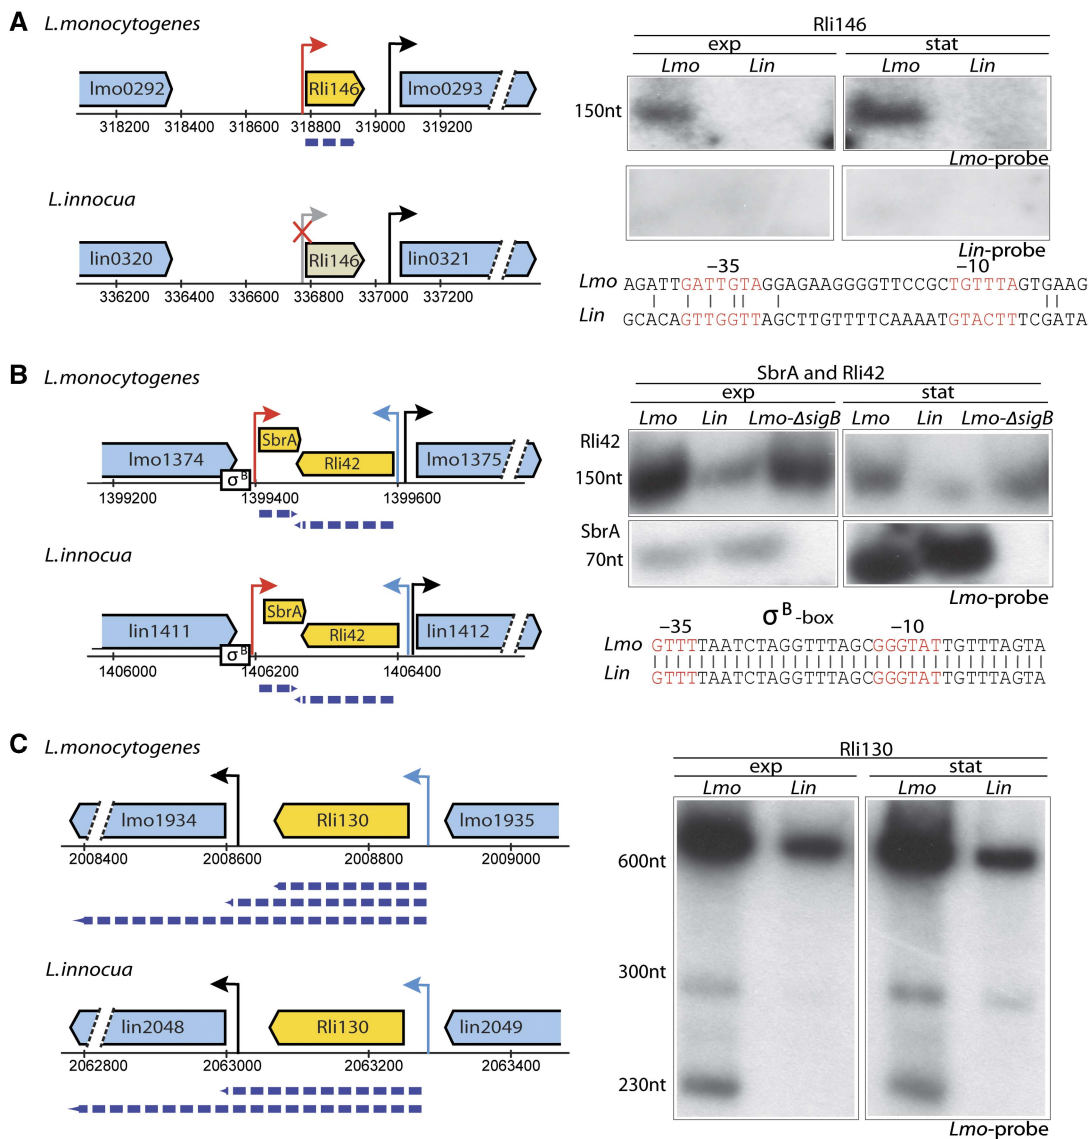 A
L.monocytogenes
lmo0292
Rli146
lmo0293
318200 318400 318600 318800 319000 319200
L.innocua
lin0320
Rli146
lin0321
336200 336400 336600 336800 337000 337200
Rli146
exp stat
Lmo Lin Lmo Lin
150nt
Lmo-probe
Lin-probe
−35 −10
Lmo AGATTGATTGTAGGAGAAGGGGTTCCGCTGTTTAGTGAAG
Lin GCACAGTTGGTTAGCTTGTTTTCAAAATGTACTTTCGATA
B
L.monocytogenes
lmo1374
σB
SbrA
Rli42
lmo1375
1399200 1399400 1399600
L.innocua
lin1411
σB
SbrA
Rli42
lin1412
1406000 1406200 1406400
SbrA and Rli42
exp stat
Lmo Lin Lmo-ΔsigB Lmo Lin Lmo-ΔsigB
Rli42
150nt
SbrA
70nt
Lmo-probe
σB-box
−35 −10
Lmo GTTTTAATCTAGGTTTAGCCGGGTATTGTTTAGTA
Lin GTTTTAATCTAGGTTTAGCGGGGTATTGTTTAGTA
C
L.monocytogenes
lmo1934
Rli130
lmo1935
2008400 2008600 2008800 2009000
L.innocua
lin2048
Rli130
lin2049
2062800 2063000 2063200 2063400
Rli130
exp stat
Lmo Lin Lmo Lin
600nt
300nt
230nt
Lmo-probe